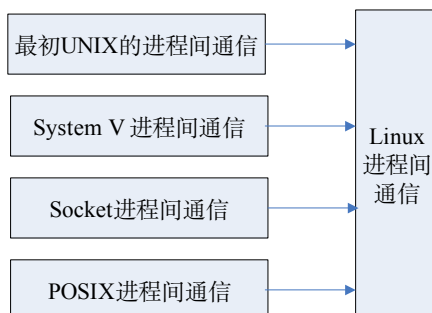 最初UNIX的进程间通信
System V 进程间通信
Socket进程间通信
POSIX进程间通信
Linux
进程间
通信